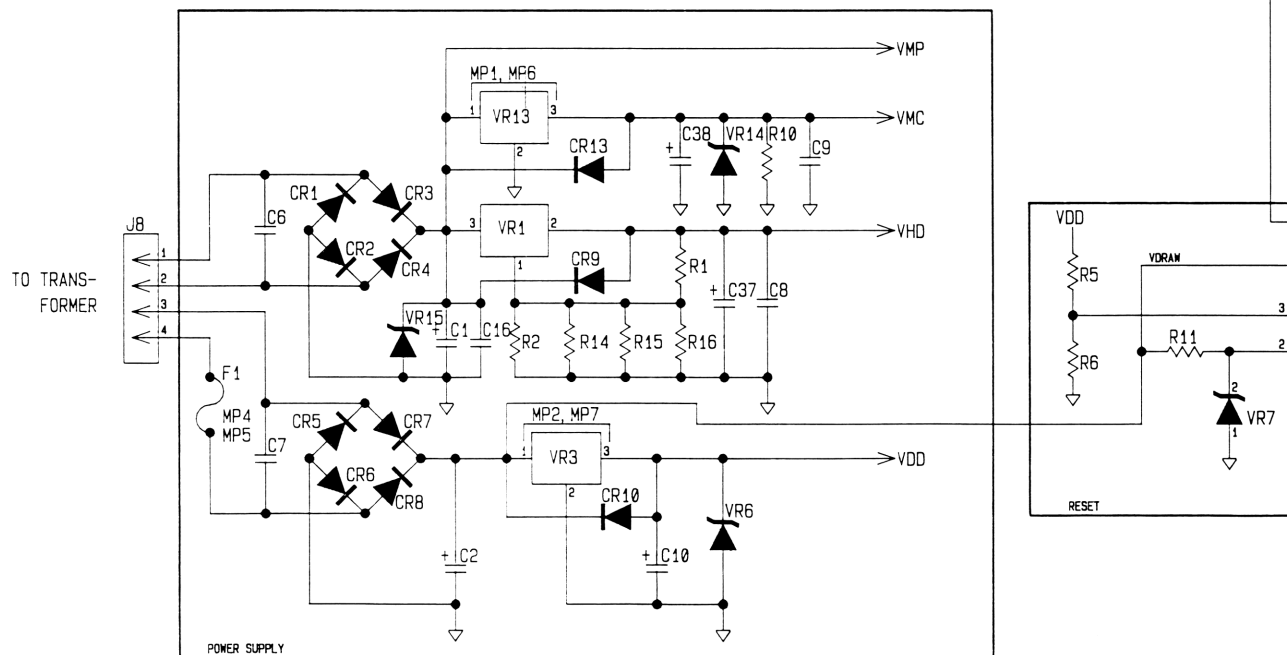 VMP
MP1, MP6
1 VR13 3
2
VMC
C38
+
VR14
R10
C9
CR13
CR1
CR3
C6
CR2
CR4
J8
1
2
3
4
TO TRANS-
FORMER
3 VR1 2
1
VHD
CR9
R1
VR15
+ C1
C16
R2
R14
R15
R16
+ C37
C8
F1
MP4
MP5
C7
CR5
CR7
CR6
CR8
MP2, MP7
1 VR3 3
2
VDD
CR10
VR6
+ C2
+ C10
POWER SUPPLY
VDD
VDRAW
R5
3
R6
R11
2
2
VR7
1
RESET